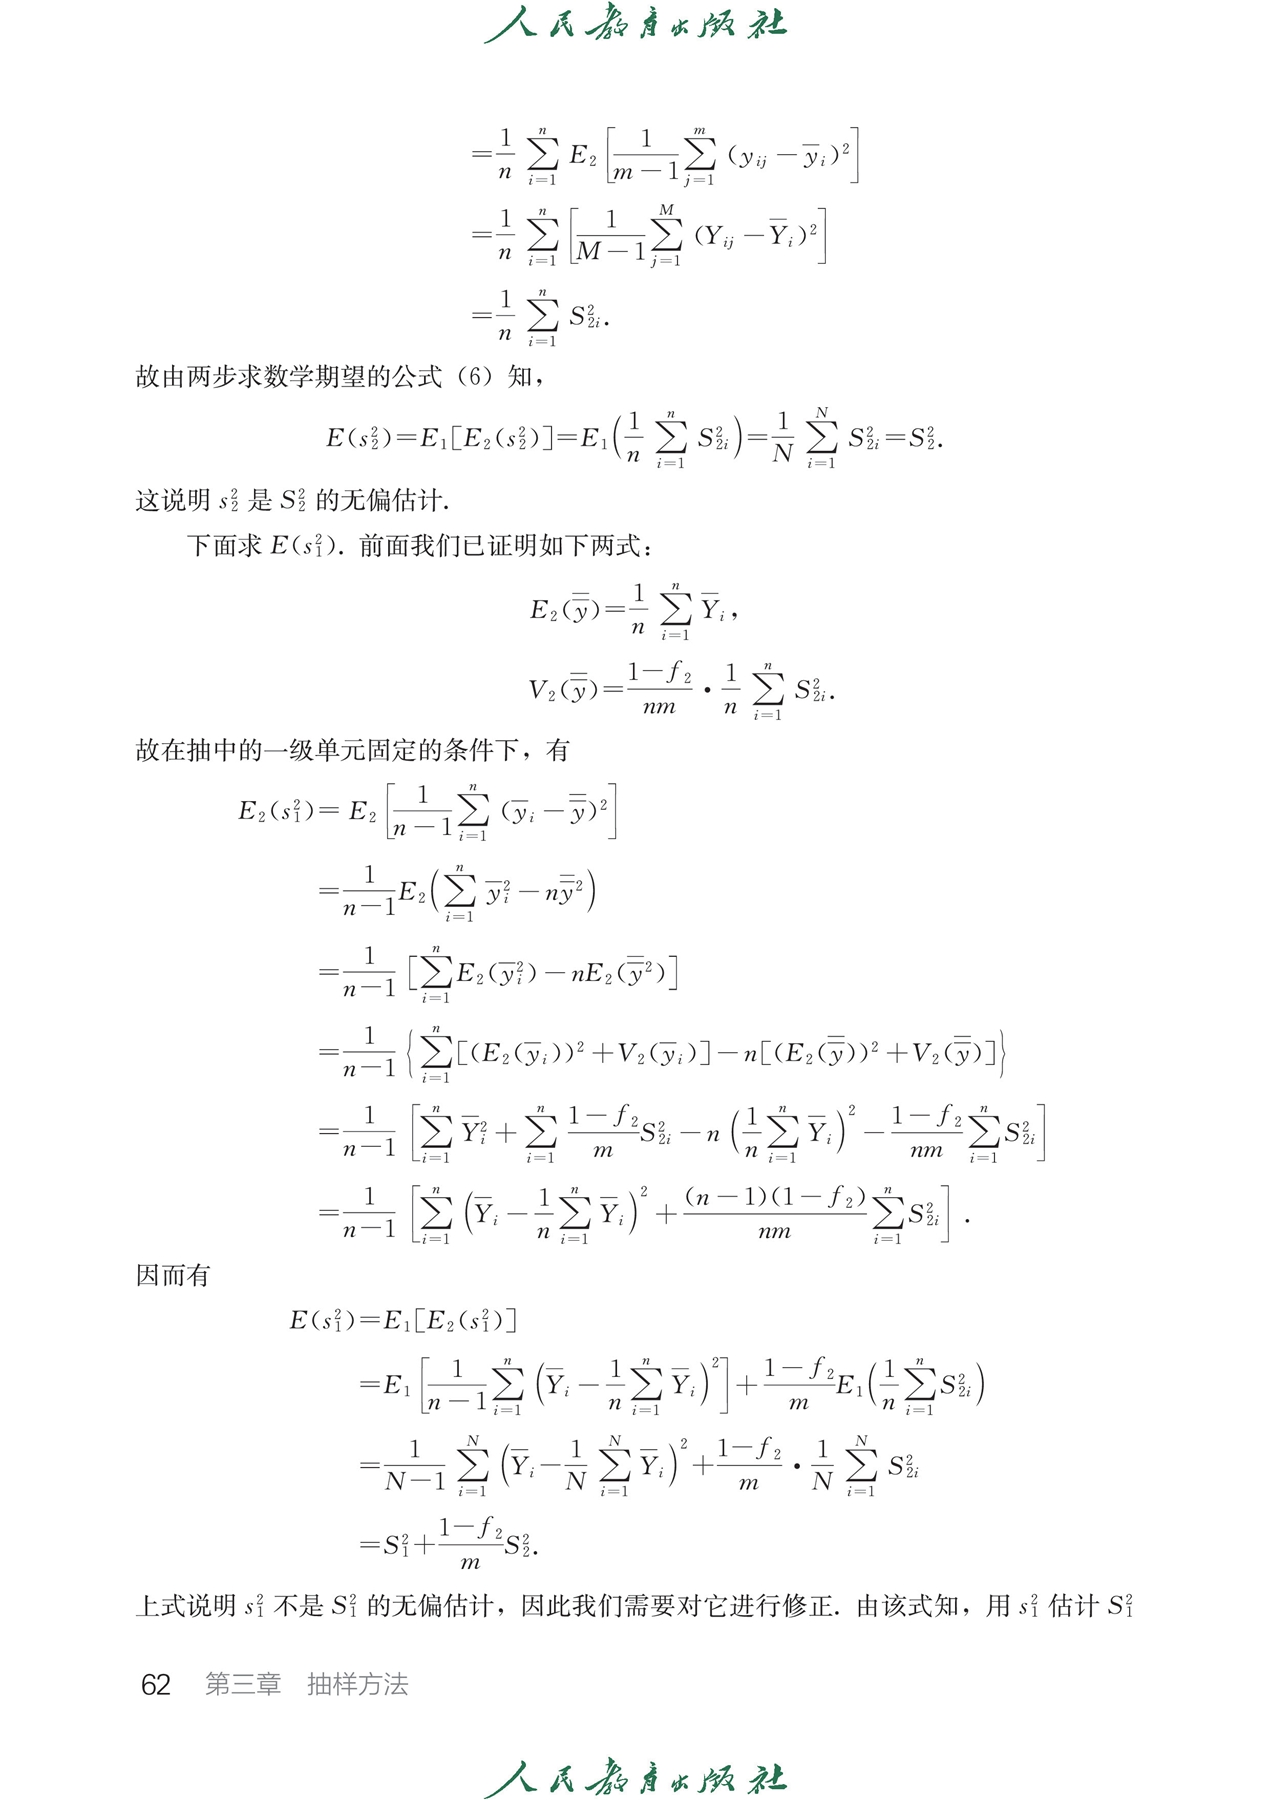 人民教育出版社
$=\frac{1}{n}\sum_{i=1}^{n}E_2\left[\frac{1}{m-1}\sum_{j=1}^{m}(y_{ij}-\overline{y}_i)^2\right]$
$=\frac{1}{n}\sum_{i=1}^{n}\left[\frac{1}{M-1}\sum_{j=1}^{M}(Y_{ij}-\overline{Y}_i)^2\right]$
$=\frac{1}{n}\sum_{i=1}^{n}S_{2i}^2.$
故由两步求数学期望的公式（6）知，
$E(s_2^2)=E_1[E_2(s_2^2)]=E_1\left(\frac{1}{n}\sum_{i=1}^{n}S_{2i}^2\right)=\frac{1}{N}\sum_{i=1}^{N}S_{2i}^2=S_2^2.$
这说明 $s_2^2$ 是 $S_2^2$ 的无偏估计.
下面求 $E(s_1^2)$. 前面我们已证明如下两式：
$E_2(\overline{\overline{y}})=\frac{1}{n}\sum_{i=1}^{n}\overline{Y}_i，$
$V_2(\overline{\overline{y}})=\frac{1-f_2}{nm}\cdot\frac{1}{n}\sum_{i=1}^{n}S_{2i}^2.$
故在抽中的一级单元固定的条件下，有
$E_2(s_1^2)=E_2\left[\frac{1}{n-1}\sum_{i=1}^{n}(\overline{y}_i-\overline{\overline{y}})^2\right]$
$=\frac{1}{n-1}E_2\left(\sum_{i=1}^{n}\overline{y}_i^2-n\overline{\overline{y}}^2\right)$
$=\frac{1}{n-1}\left[\sum_{i=1}^{n}E_2(\overline{y}_i^2)-nE_2(\overline{\overline{y}}^2)\right]$
$=\frac{1}{n-1}\left\{\sum_{i=1}^{n}[(E_2(\overline{y}_i))^2+V_2(\overline{y}_i)]-n[(E_2(\overline{\overline{y}}))^2+V_2(\overline{\overline{y}})]\right\}$
$=\frac{1}{n-1}\left[\sum_{i=1}^{n}\overline{Y}_i^2+\sum_{i=1}^{n}\frac{1-f_2}{m}S_{2i}^2-n\left(\frac{1}{n}\sum_{i=1}^{n}\overline{Y}_i\right)^2-\frac{1-f_2}{nm}\sum_{i=1}^{n}S_{2i}^2\right]$
$=\frac{1}{n-1}\left[\sum_{i=1}^{n}\left(\overline{Y}_i-\frac{1}{n}\sum_{i=1}^{n}\overline{Y}_i\right)^2+\frac{(n-1)(1-f_2)}{nm}\sum_{i=1}^{n}S_{2i}^2\right].$
因而有
$E(s_1^2)=E_1[E_2(s_1^2)]$
$=E_1\left[\frac{1}{n-1}\sum_{i=1}^{n}\left(\overline{Y}_i-\frac{1}{n}\sum_{i=1}^{n}\overline{Y}_i\right)^2\right]+\frac{1-f_2}{m}E_1\left(\frac{1}{n}\sum_{i=1}^{n}S_{2i}^2\right)$
$=\frac{1}{N-1}\sum_{i=1}^{N}\left(\overline{Y}_i-\frac{1}{N}\sum_{i=1}^{N}\overline{Y}_i\right)^2+\frac{1-f_2}{m}\cdot\frac{1}{N}\sum_{i=1}^{N}S_{2i}^2$
$=S_1^2+\frac{1-f_2}{m}S_2^2.$
上式说明 $s_1^2$ 不是 $S_1^2$ 的无偏估计，因此我们需要对它进行修正. 由该式知，用 $s_1^2$ 估计 $S_1^2$
62 第三章 抽样方法
人民教育出版社